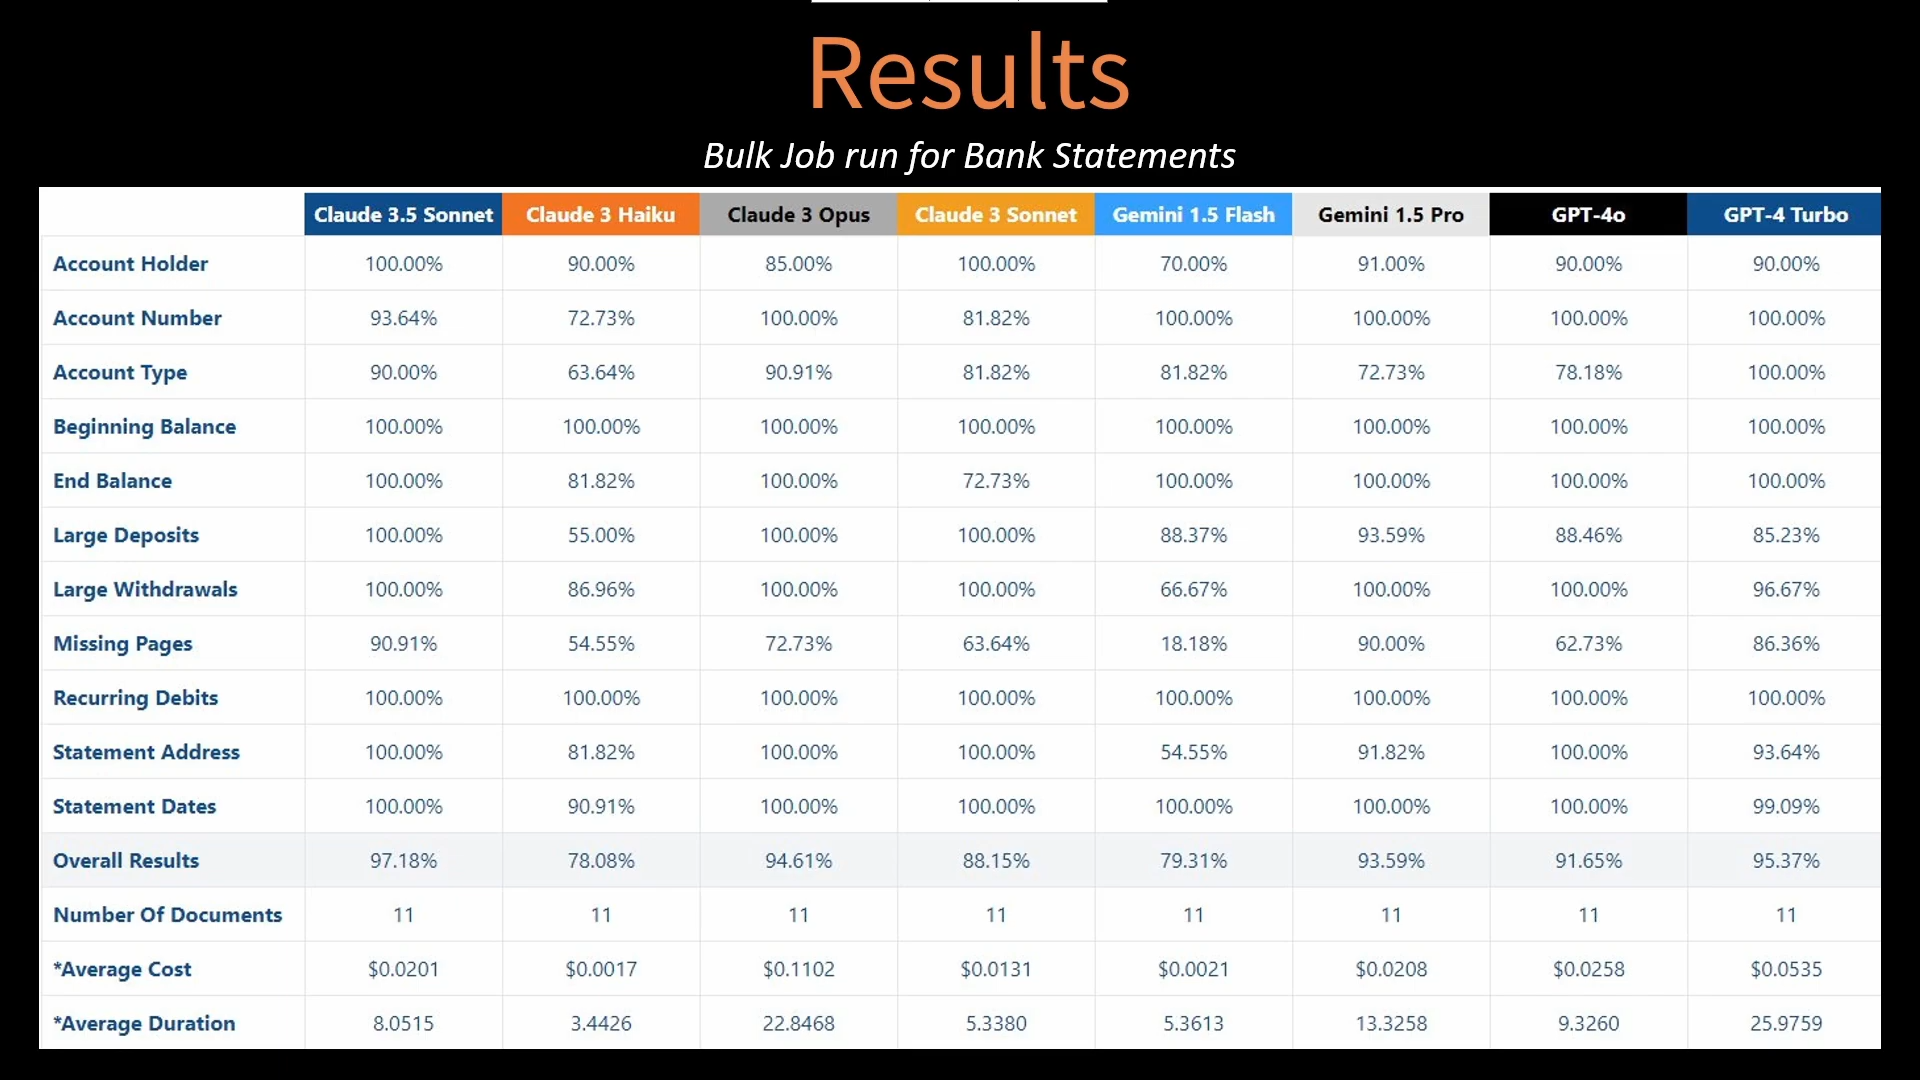 Results
Bulk Job run for Bank Statements
Claude 3.5 Sonnet Claude 3 Haiku Claude 3 Opus Claude 3 Sonnet Gemini 1.5 Flash Gemini 1.5 Pro GPT-4o GPT-4 Turbo
Account Holder 100.00% 90.00% 85.00% 100.00% 70.00% 91.00% 90.00% 90.00%
Account Number 93.64% 72.73% 100.00% 81.82% 100.00% 100.00% 100.00% 100.00%
Account Type 90.00% 63.64% 90.91% 81.82% 81.82% 72.73% 78.18% 100.00%
Beginning Balance 100.00% 100.00% 100.00% 100.00% 100.00% 100.00% 100.00% 100.00%
End Balance 100.00% 81.82% 100.00% 72.73% 100.00% 100.00% 100.00% 100.00%
Large Deposits 100.00% 55.00% 100.00% 100.00% 88.37% 93.59% 88.46% 85.23%
Large Withdrawals 100.00% 86.96% 100.00% 100.00% 66.67% 100.00% 100.00% 96.67%
Missing Pages 90.91% 54.55% 72.73% 63.64% 18.18% 90.00% 62.73% 86.36%
Recurring Debits 100.00% 100.00% 100.00% 100.00% 100.00% 100.00% 100.00% 100.00%
Statement Address 100.00% 81.82% 100.00% 100.00% 54.55% 91.82% 100.00% 93.64%
Statement Dates 100.00% 90.91% 100.00% 100.00% 100.00% 100.00% 100.00% 99.09%
Overall Results 97.18% 78.08% 94.61% 88.15% 79.31% 93.59% 91.65% 95.37%
Number Of Documents 11 11 11 11 11 11 11 11
*Average Cost $0.0201 $0.0017 $0.1102 $0.0131 $0.0021 $0.0208 $0.0258 $0.0535
*Average Duration 8.0515 3.4426 22.8468 5.3380 5.3613 13.3258 9.3260 25.9759